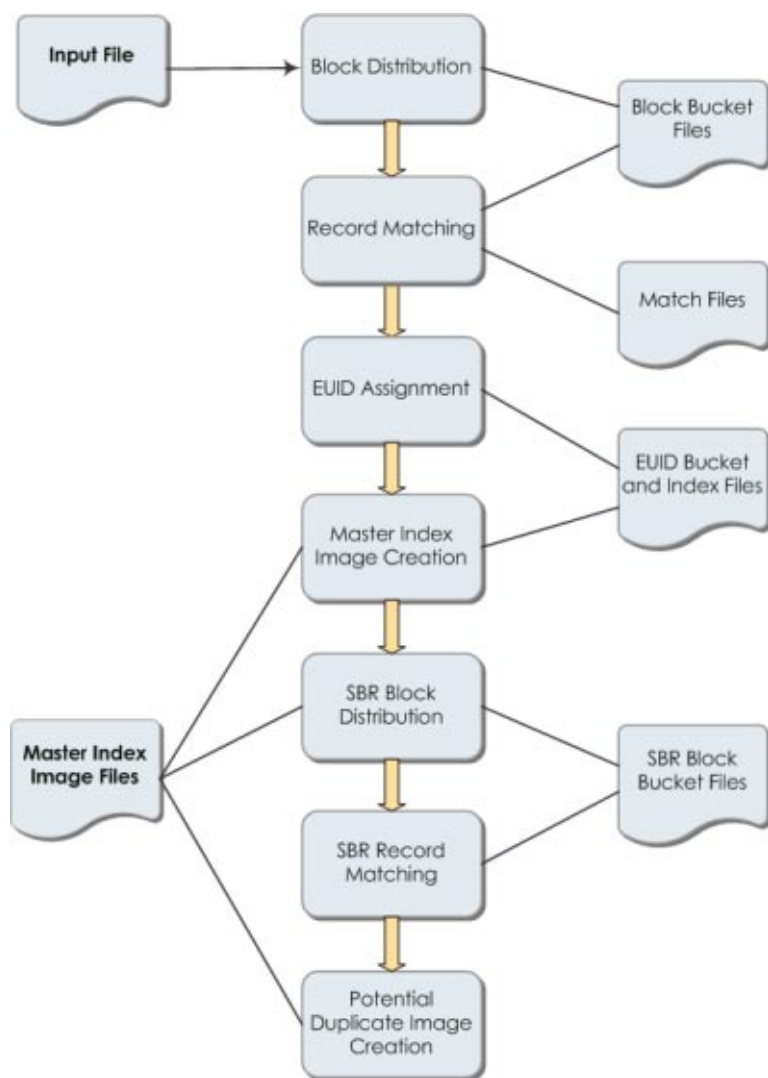 Input File
Block Distribution
Block Bucket
Files
Record Matching
Match Files
EUID Assignment
EUID Bucket
and Index Files
Master Index
Image Creation
SBR Block
Distribution
Master Index
Image Files
SBR Block
Bucket Files
SBR Record
Matching
Potential
Duplicate Image
Creation